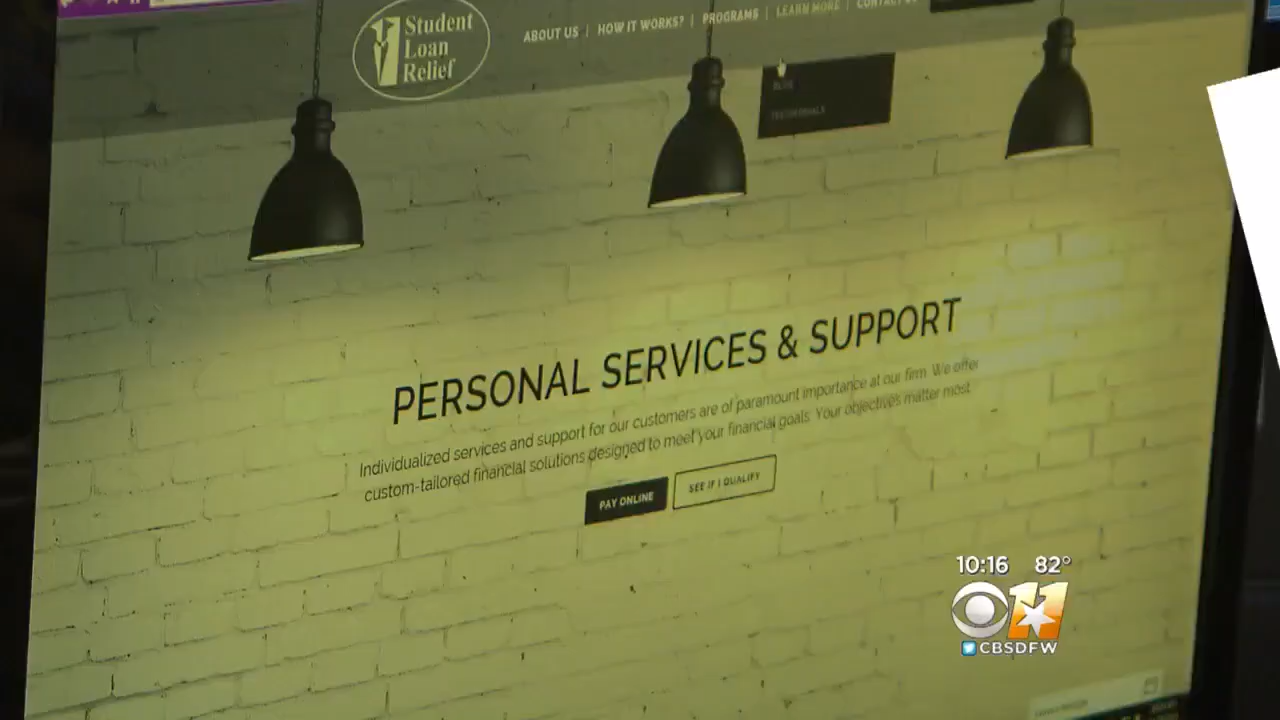 Student
Loan
Relief
ABOUT US | HOW IT WORKS? | PROGRAMS | LEARN MORE | CONTACT US
BLOG
TESTIMONIALS
PERSONAL SERVICES & SUPPORT
Individualized services and support for our customers are of paramount importance at our firm. We offer
custom-tailored financial solutions designed to meet your financial goals. Your objectives matter most.
PAY ONLINE
SEE IF I QUALIFY
10:16 82°
11
CBSDFW